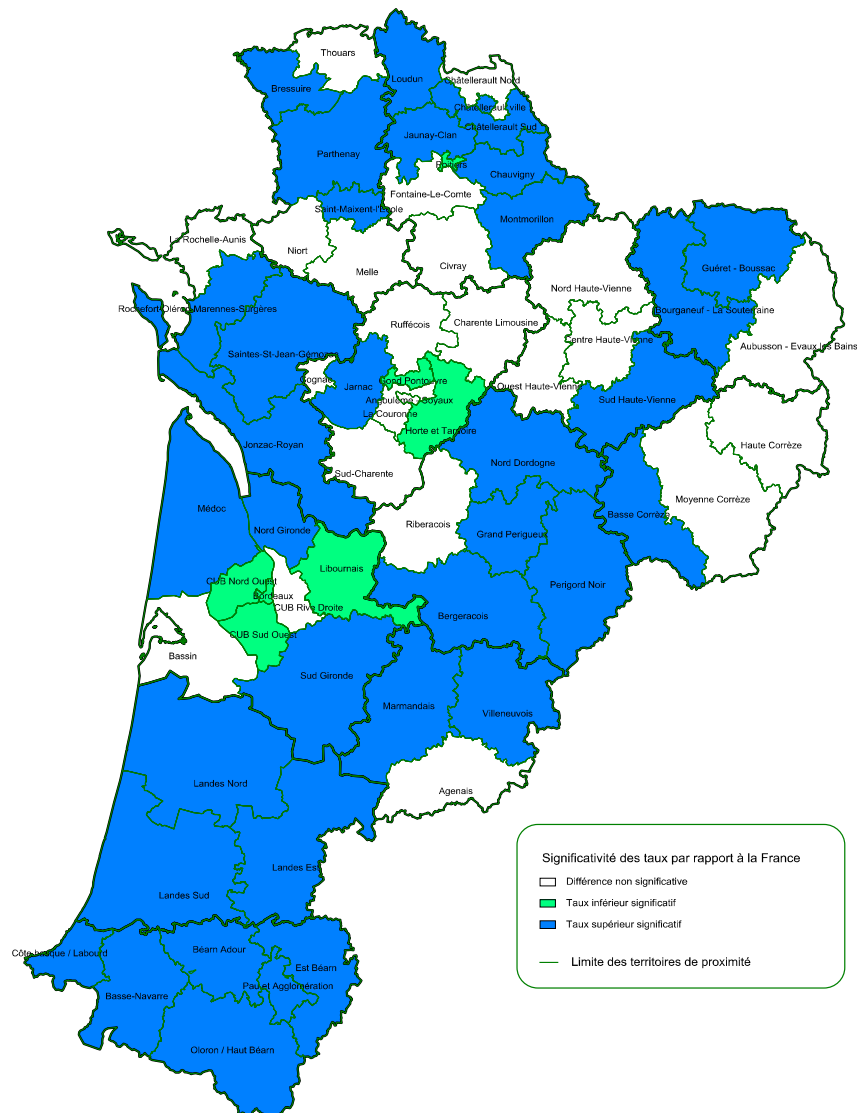 Thouars
Loudun
Châtellerault Nord
Bressuire
Châtellerault ville
Châtellerault Sud
Jaunay-Clan
Parthenay
Poitiers
Chauvigny
Fontaine-Le-Comte
Saint-Maixent-l'Ecole
Montmorillon
La Rochelle-Aunis
Niort
Melle
Civray
Guéret - Boussac
Nord Haute-Vienne
Rochefort-Oléron-Marennes-Surgères
Bourganeuf - La Souterraine
Ruffécois
Charente Limousine
Centre Haute-Vienne
Aubusson - Evaux les Bains
Saintes-St-Jean-Gémozac
Cognac
Jarnac
Gond Pontouvre
Ouest Haute-Vienne
Angoulême
Soyaux
Sud Haute-Vienne
La Couronne
Horte et Tardoire
Jonzac-Royan
Haute Corrèze
Nord Dordogne
Sud-Charente
Moyenne Corrèze
Médoc
Basse Corrèze
Riberacois
Nord Gironde
Grand Perigueux
Libournais
CUB Nord Ouest
Perigord Noir
Bordeaux
CUB Rive Droite
Bergeracois
CUB Sud Ouest
Bassin
Sud Gironde
Marmandais
Villeneuvois
Landes Nord
Agenais
Significativité des taux par rapport à la France
Différence non significative
Taux inférieur significatif
Taux supérieur significatif
Limite des territoires de proximité
Landes Est
Landes Sud
Côte basque / Labourd
Béarn Adour
Est Béarn
Pau et Agglomération
Basse-Navarre
Oloron / Haut Béarn